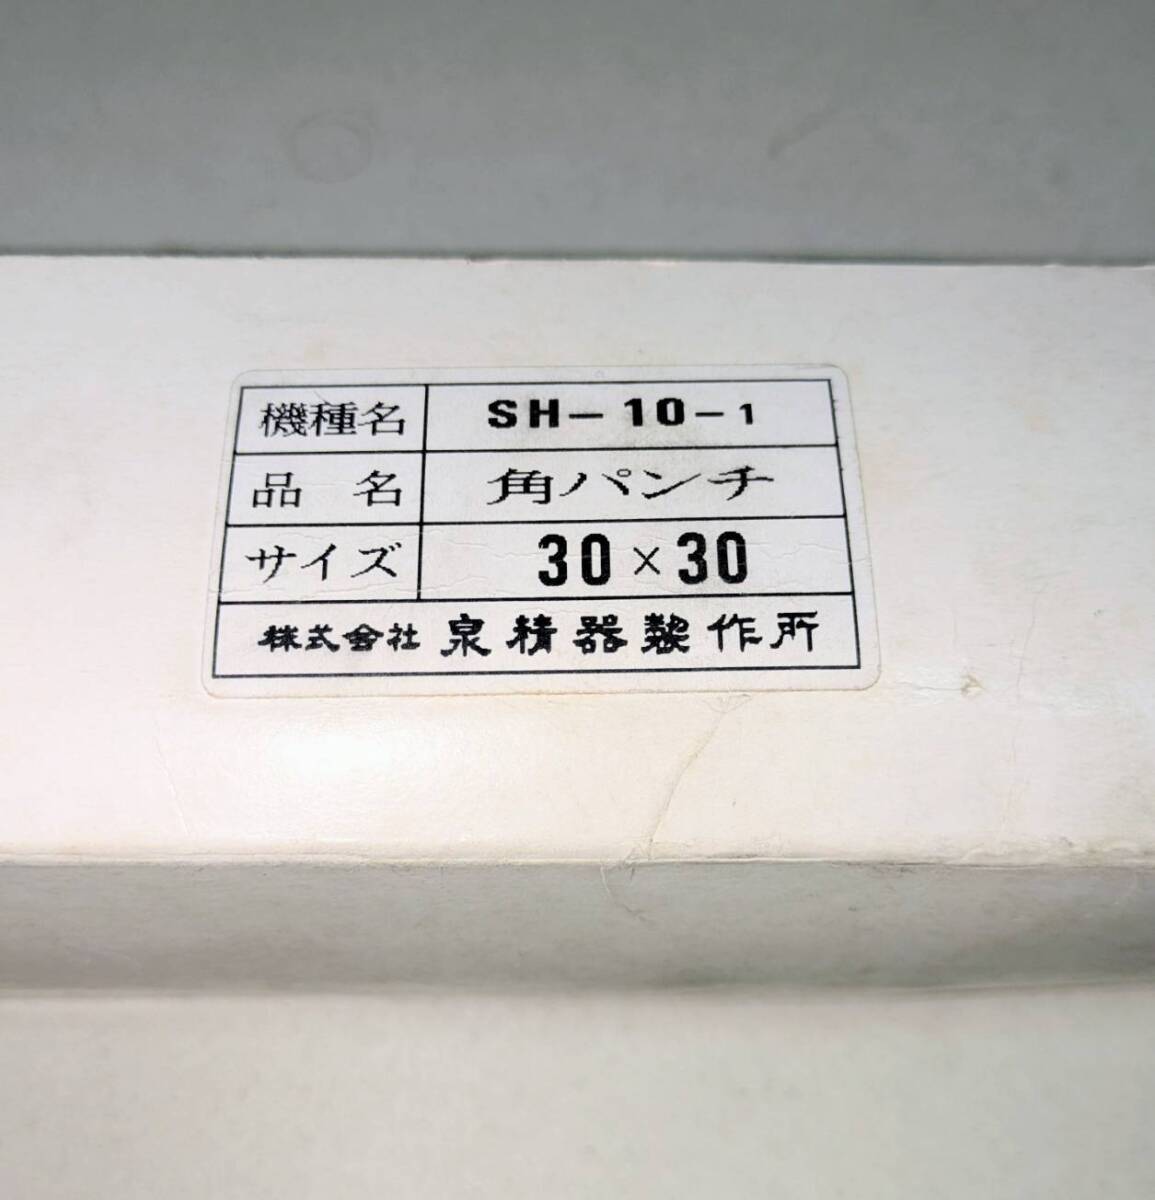 機種名 SH-10-1
品名 角パンチ
サイズ 30×30
株式会社 泉精器製作所